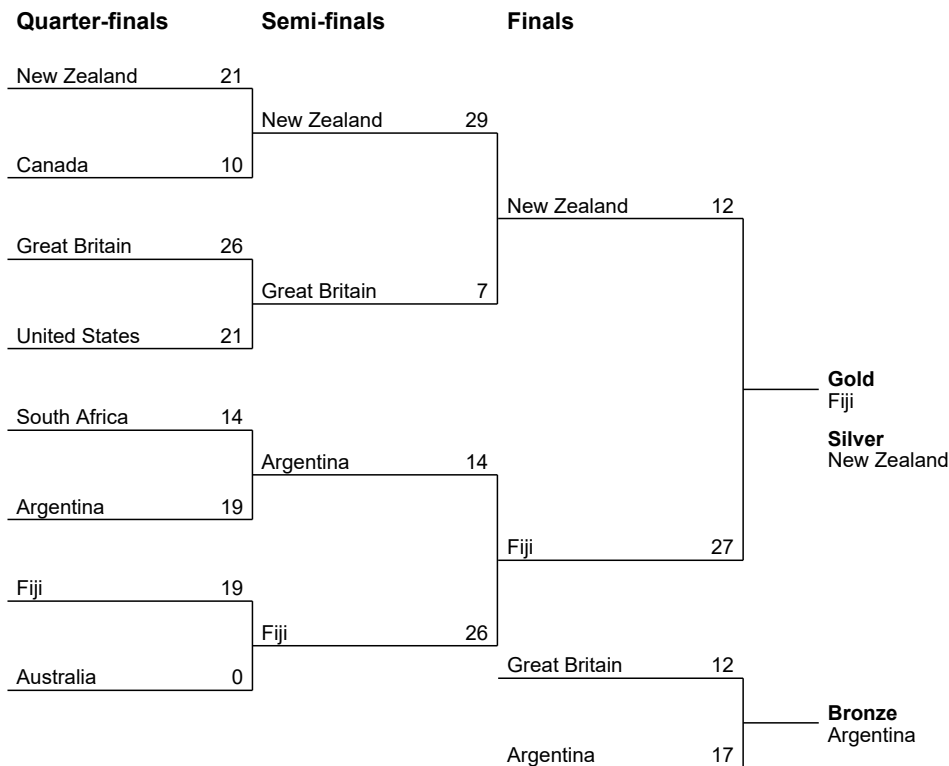 Quarter-finals Semi-finals Finals
New Zealand 21
Canada 10
Great Britain 26
United States 21
South Africa 14
Argentina 19
Fiji 19
Australia 0
New Zealand 29
Great Britain 7
Argentina 14
Fiji 26
New Zealand 12
Fiji 27
Great Britain 12
Argentina 17
Gold
Fiji
Silver
New Zealand
Bronze
Argentina